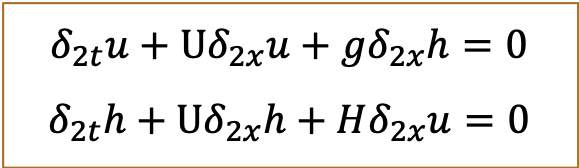 δ₂ₜu + Uδ₂ₓu + gδ₂ₓh = 0
δ₂ₜh + Uδ₂ₓh + Hδ₂ₓu = 0